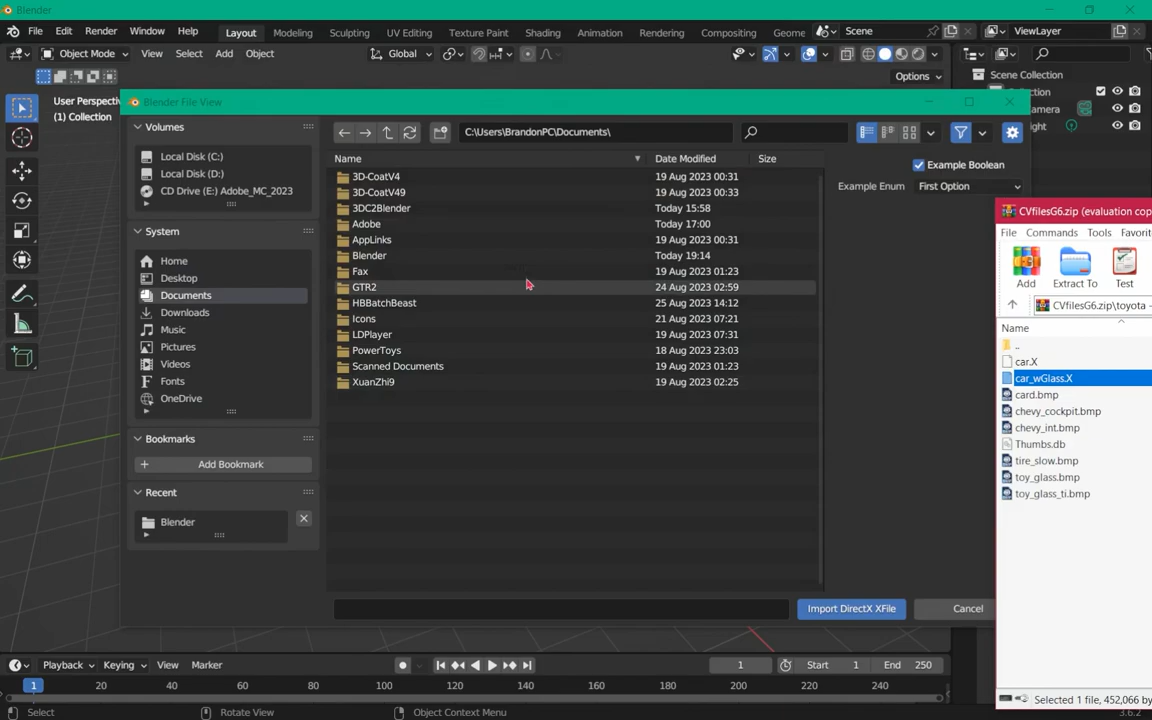 Blender
File Edit Render Window Help Layout Modeling Sculpting UV Editing Texture Paint Shading Animation Rendering Compositing Geome Scene ViewLayer
Object Mode View Select Add Object Global
Options
User Perspecti
(1) Collection
Scene Collection
Blender File View
Volumes
Local Disk (C:)
Local Disk (D:)
CD Drive (E:) Adobe_MC_2023
System
Home
Desktop
Documents
Downloads
Music
Pictures
Videos
Fonts
OneDrive
Bookmarks
Add Bookmark
Recent
Blender
C:\Users\BrandonPC\Documents\
Name Date Modified Size
3D-CoatV4 19 Aug 2023 00:31
3D-CoatV49 19 Aug 2023 00:33
3DC2Blender Today 15:58
Adobe Today 17:00
AppLinks 19 Aug 2023 00:31
Blender Today 19:14
Fax 19 Aug 2023 01:23
GTR2 24 Aug 2023 02:59
HBBatchBeast 25 Aug 2023 14:12
Icons 21 Aug 2023 07:21
LDPlayer 19 Aug 2023 07:31
PowerToys 18 Aug 2023 23:03
Scanned Documents 19 Aug 2023 01:23
XuanZhi9 19 Aug 2023 02:25
Example Boolean
Example Enum First Option
Import DirectX XFile Cancel
llection
amera
ight
CVfilesG6.zip (evaluation cop
File Commands Tools Favorit
Add Extract To Test
CVfilesG6.zip\toyota -
Name
..
car.X
car_wGlass.X
card.bmp
chevy_cockpit.bmp
chevy_int.bmp
Thumbs.db
tire_slow.bmp
toy_glass.bmp
toy_glass_ti.bmp
Selected 1 file, 452,066 by
Playback Keying View Marker 1 Start 1 End 250
1 20 40 60 80 100 120 140 160 180 200 220 240
Select Rotate View Object Context Menu 3.6.2